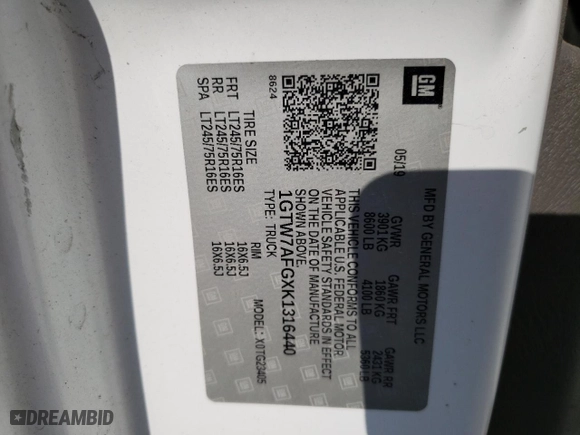 GM
MFD BY GENERAL MOTORS LLC
05/19
GVWR GAWR FRT GAWR RR
3901 KG 1860 KG 2431 KG
8600 LB 4100 LB 5360 LB
THIS VEHICLE CONFORMS TO ALL
APPLICABLE U.S. FEDERAL MOTOR
VEHICLE SAFETY STANDARDS IN EFFECT
ON THE DATE OF MANUFACTURE
SHOWN ABOVE.
1GTW7AFGXK1316440
TYPE: TRUCK MODEL: X0TG23405
8624
TIRE SIZE RIM
FRT LT245/75R16ES 16X6.5J
RR LT245/75R16ES 16X6.5J
SPA LT245/75R16ES 16X6.5J
DREAMBID